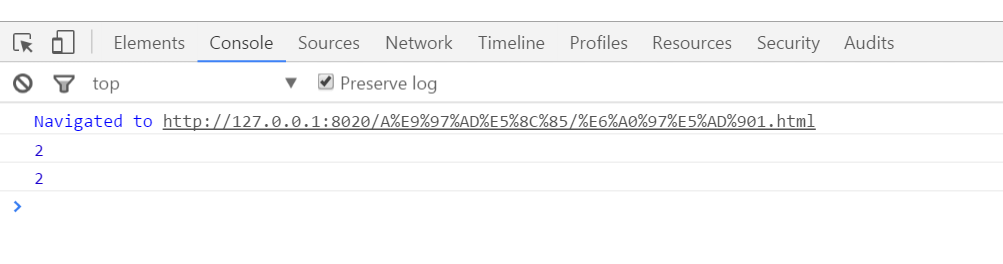 Elements Console Sources Network Timeline Profiles Resources Security Audits
top Preserve log
Navigated to http://127.0.0.1:8020/A%E9%97%AD%E5%8C%85/%E6%A0%97%E5%AD%901.html
2
2